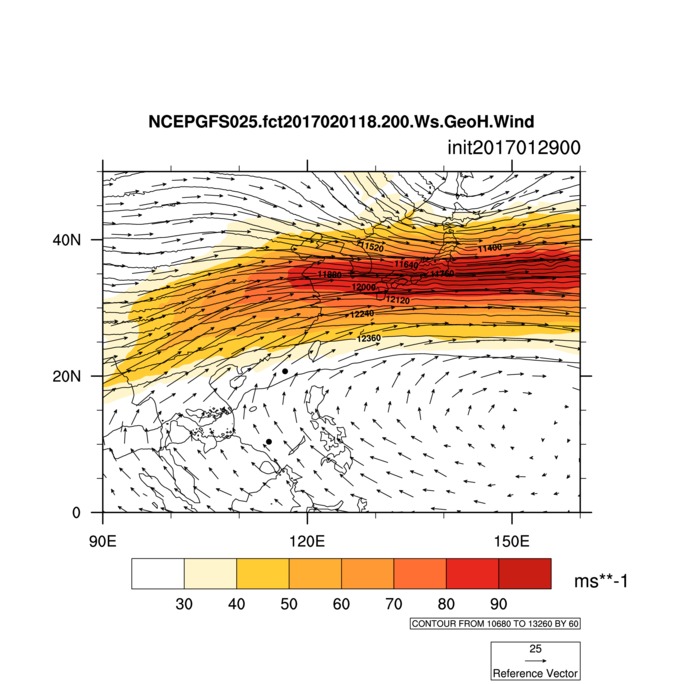 NCEPGFS025.fct2017020118.200.Ws.GeoH.Wind
init2017012900
40N
20N
0
90E 120E 150E
11520
11400
11640
11880
11760
12000
12120
12240
12360
30 40 50 60 70 80 90
ms**-1
CONTOUR FROM 10680 TO 13260 BY 60
25
Reference Vector